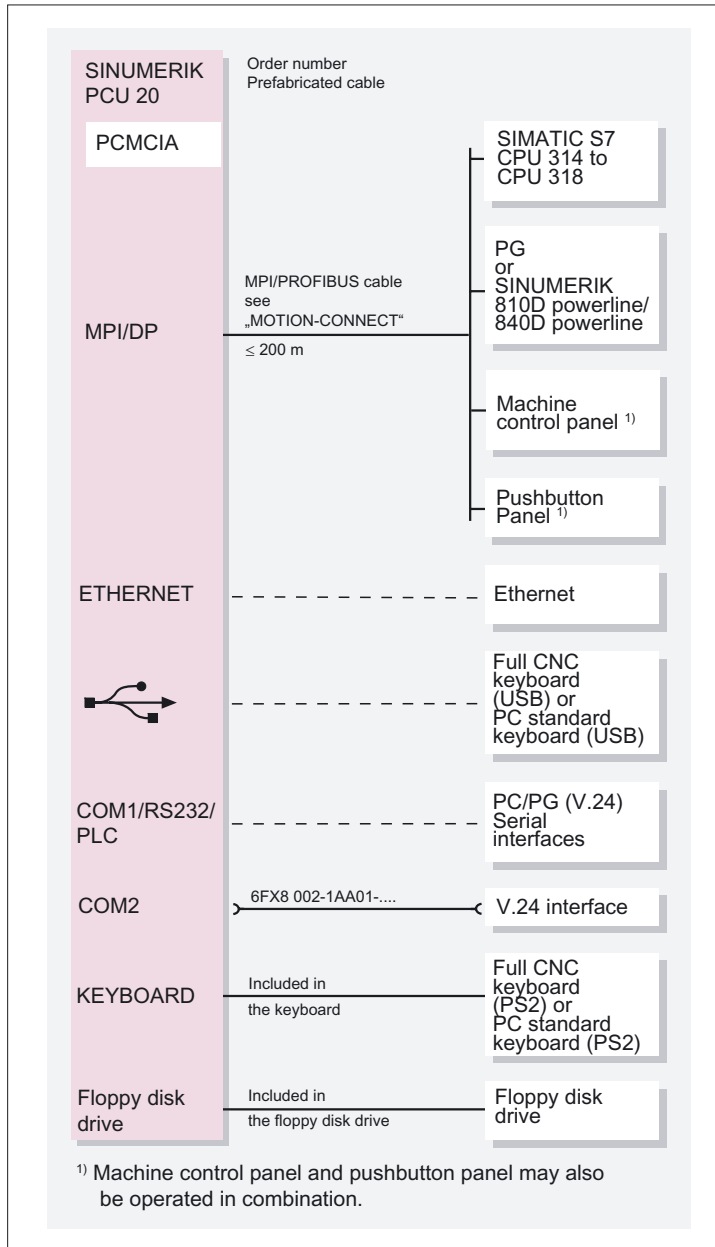 SINUMERIK
PCU 20
Order number
Prefabricated cable
PCMCIA
SIMATIC S7
CPU 314 to
CPU 318
MPI/DP
MPI/PROFIBUS cable
see
„MOTION-CONNECT“
≤ 200 m
PG
or
SINUMERIK
810D powerline/
840D powerline
Machine
control panel 1)
Pushbutton
Panel 1)
ETHERNET
Ethernet
Full CNC
keyboard
(USB) or
PC standard
keyboard (USB)
COM1/RS232/
PLC
PC/PG (V.24)
Serial
interfaces
COM2
6FX8 002-1AA01-....
V.24 interface
KEYBOARD
Included in
the keyboard
Full CNC
keyboard
(PS2) or
PC standard
keyboard (PS2)
Floppy disk
drive
Included in
the floppy disk drive
Floppy disk
drive
1) Machine control panel and pushbutton panel may also
be operated in combination.